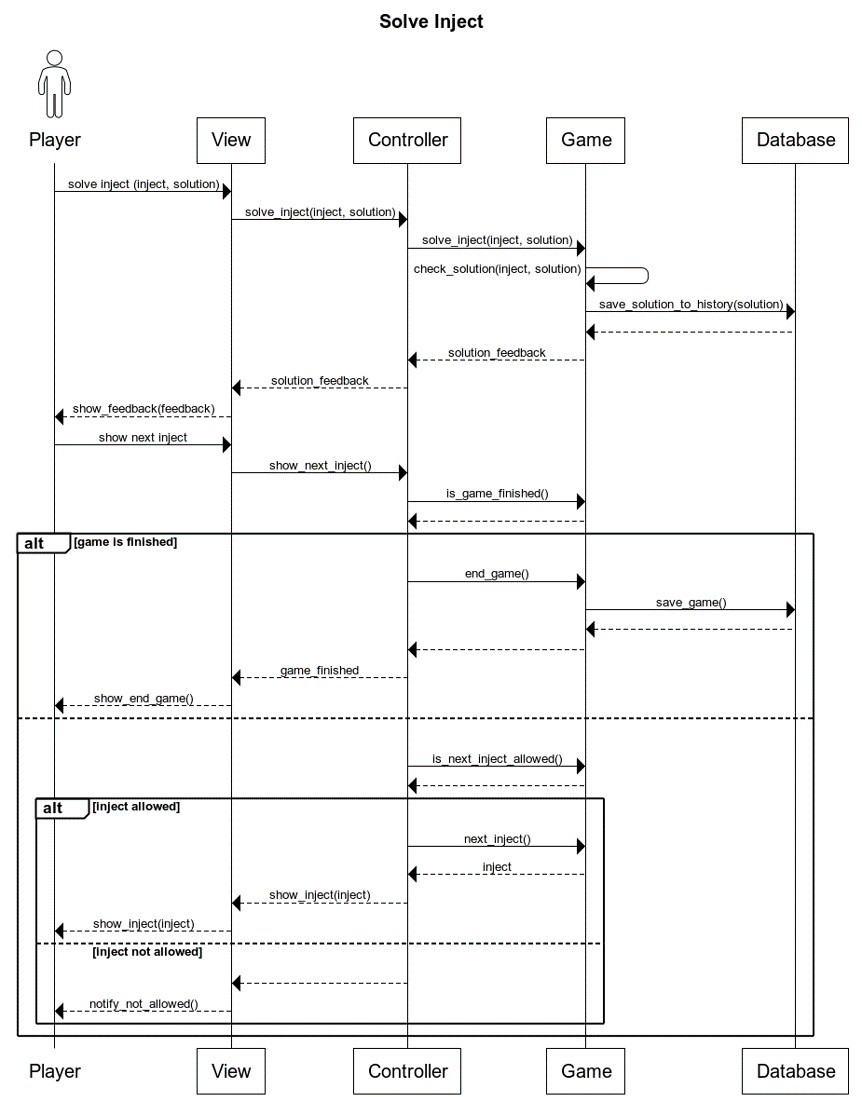 Solve Inject
Player View Controller Game Database
solve inject (inject, solution)
solve_inject(inject, solution)
solve_inject(inject, solution)
check_solution(inject, solution)
save_solution_to_history(solution)
solution_feedback
solution_feedback
show_feedback(feedback)
show next inject
show_next_inject()
is_game_finished()
alt [game is finished]
end_game()
save_game()
game_finished
show_end_game()
is_next_inject_allowed()
alt [inject allowed]
next_inject()
inject
show_inject(inject)
show_inject(inject)
[inject not allowed]
notify_not_allowed()
Player View Controller Game Database